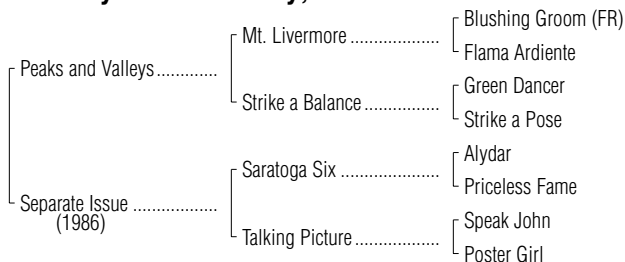 Blushing Groom (FR)
Mt. Livermore ....................
Flama Ardiente
Peaks and Valleys .............
Green Dancer
Strike a Balance .................
Strike a Pose
Alydar
Saratoga Six ......................
Priceless Fame
Separate Issue ..................
(1986)
Speak John
Talking Picture ...................
Poster Girl